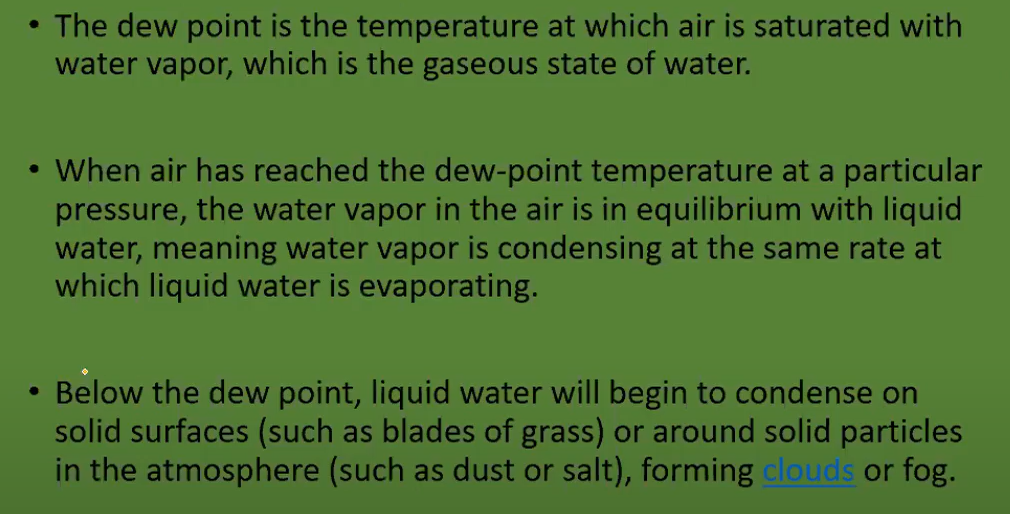 • The dew point is the temperature at which air is saturated with
water vapor, which is the gaseous state of water.
• When air has reached the dew-point temperature at a particular
pressure, the water vapor in the air is in equilibrium with liquid
water, meaning water vapor is condensing at the same rate at
which liquid water is evaporating.
• Below the dew point, liquid water will begin to condense on
solid surfaces (such as blades of grass) or around solid particles
in the atmosphere (such as dust or salt), forming clouds or fog.